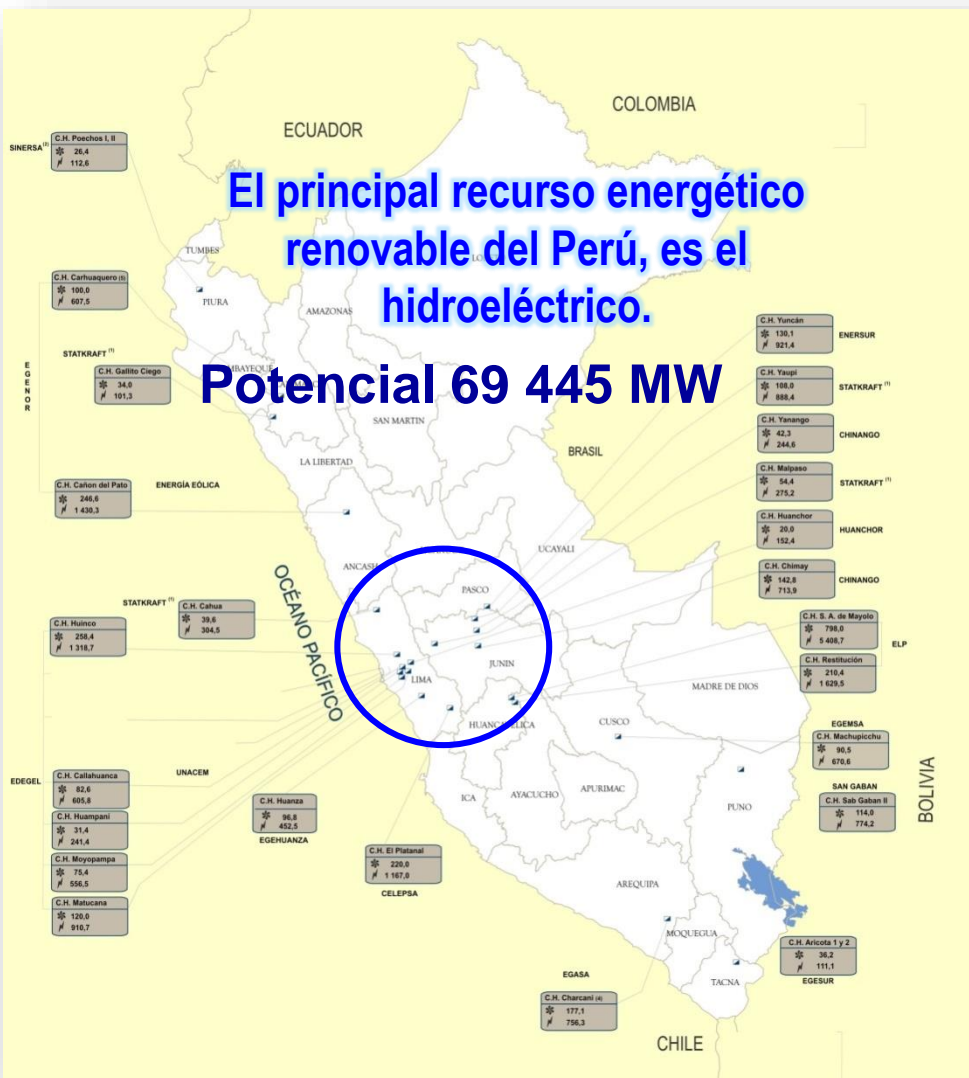 COLOMBIA
ECUADOR
El principal recurso energético
renovable del Perú, es el
hidroeléctrico.
Potencial 69 445 MW
SINERSA (2)
C.H. Poechos I, II
26,4
112,6
C.H. Carhuaquero (5)
100,0
607,5
EGENOR
STATKRAFT (1)
C.H. Gallito Ciego
34,0
101,3
C.H. Cañon del Pato
246,6
1 430,3
ENERGÍA EÓLICA
STATKRAFT (1)
C.H. Cahua
39,6
304,5
C.H. Huinco
258,4
1 318,7
EDEGEL
C.H. Callahuanca
82,6
605,8
C.H. Huampaní
31,4
241,4
C.H. Moyopampa
75,4
556,5
C.H. Matucana
120,0
910,7
UNACEM
C.H. Huanza
96,8
452,5
EGEHUANZA
C.H. El Platanal
220,0
1 167,0
CELEPSA
EGASA
C.H. Charcani (4)
177,1
756,3
TUMBES
PIURA
AMAZONAS
SAN MARTIN
LA LIBERTAD
ANCASH
UCAYALI
PASCO
JUNIN
LIMA
HUANCAVELICA
MADRE DE DIOS
CUSCO
ICA
AYACUCHO
APURIMAC
PUNO
AREQUIPA
MOQUEGUA
TACNA
OCÉANO PACÍFICO
BRASIL
BOLIVIA
CHILE
C.H. Yuncán
130,1
921,4
ENERSUR
C.H. Yaupi
888,4
STATKRAFT (1)
C.H. Yanango
42,3
244,6
CHINANGO
C.H. Malpaso
54,4
275,2
STATKRAFT (1)
C.H. Huanchor
20,0
152,4
HUANCHOR
C.H. Chimay
142,8
713,9
CHINANGO
C.H. S. A. de Mayolo
798,0
5 408,7
ELP
C.H. Restitución
210,4
1 629,5
EGEMSA
C.H. Machupicchu
90,5
670,6
SAN GABAN
C.H. Sab Gaban II
114,0
774,2
C.H. Aricota 1 y 2
36,2
111,1
EGESUR